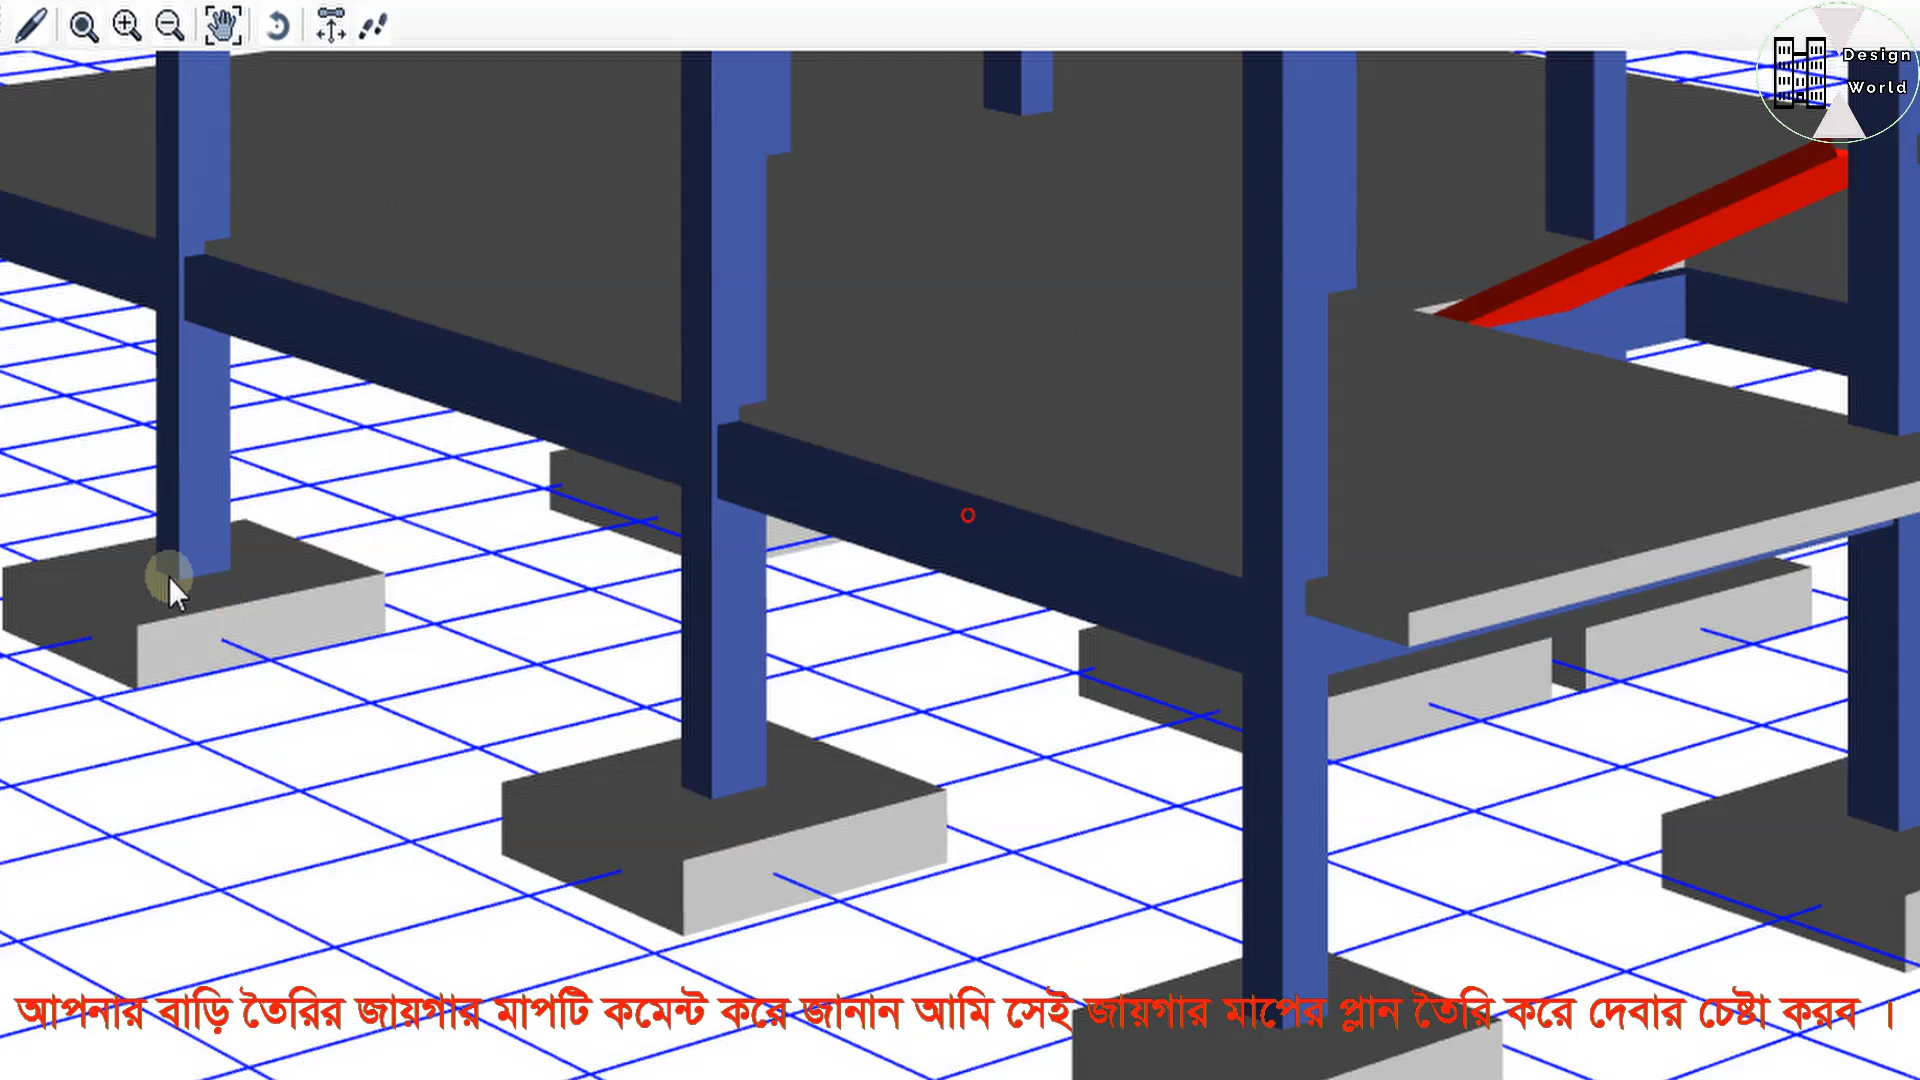 Design
World
আপনার বাড়ি তৈরির জায়গার মাপটি কমেন্ট করে জানান আমি সেই জায়গার মাপের প্লান তৈরি করে দেবার চেষ্টা করব ।